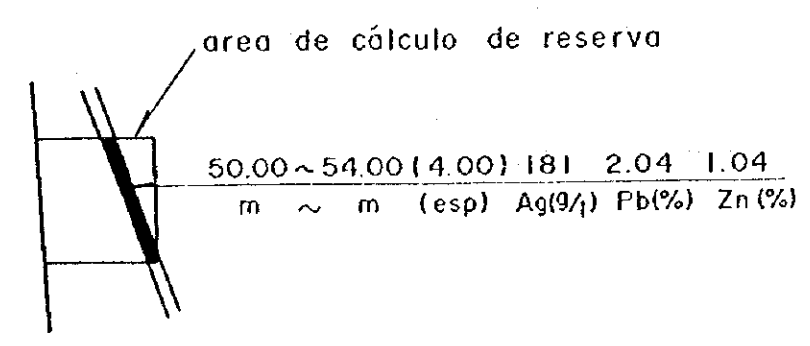 area de cálculo de reserva
50.00 ~ 54.00 (4.00) 181 2.04 1.04
m ~ m (esp) Ag(g/t) Pb(%) Zn(%)